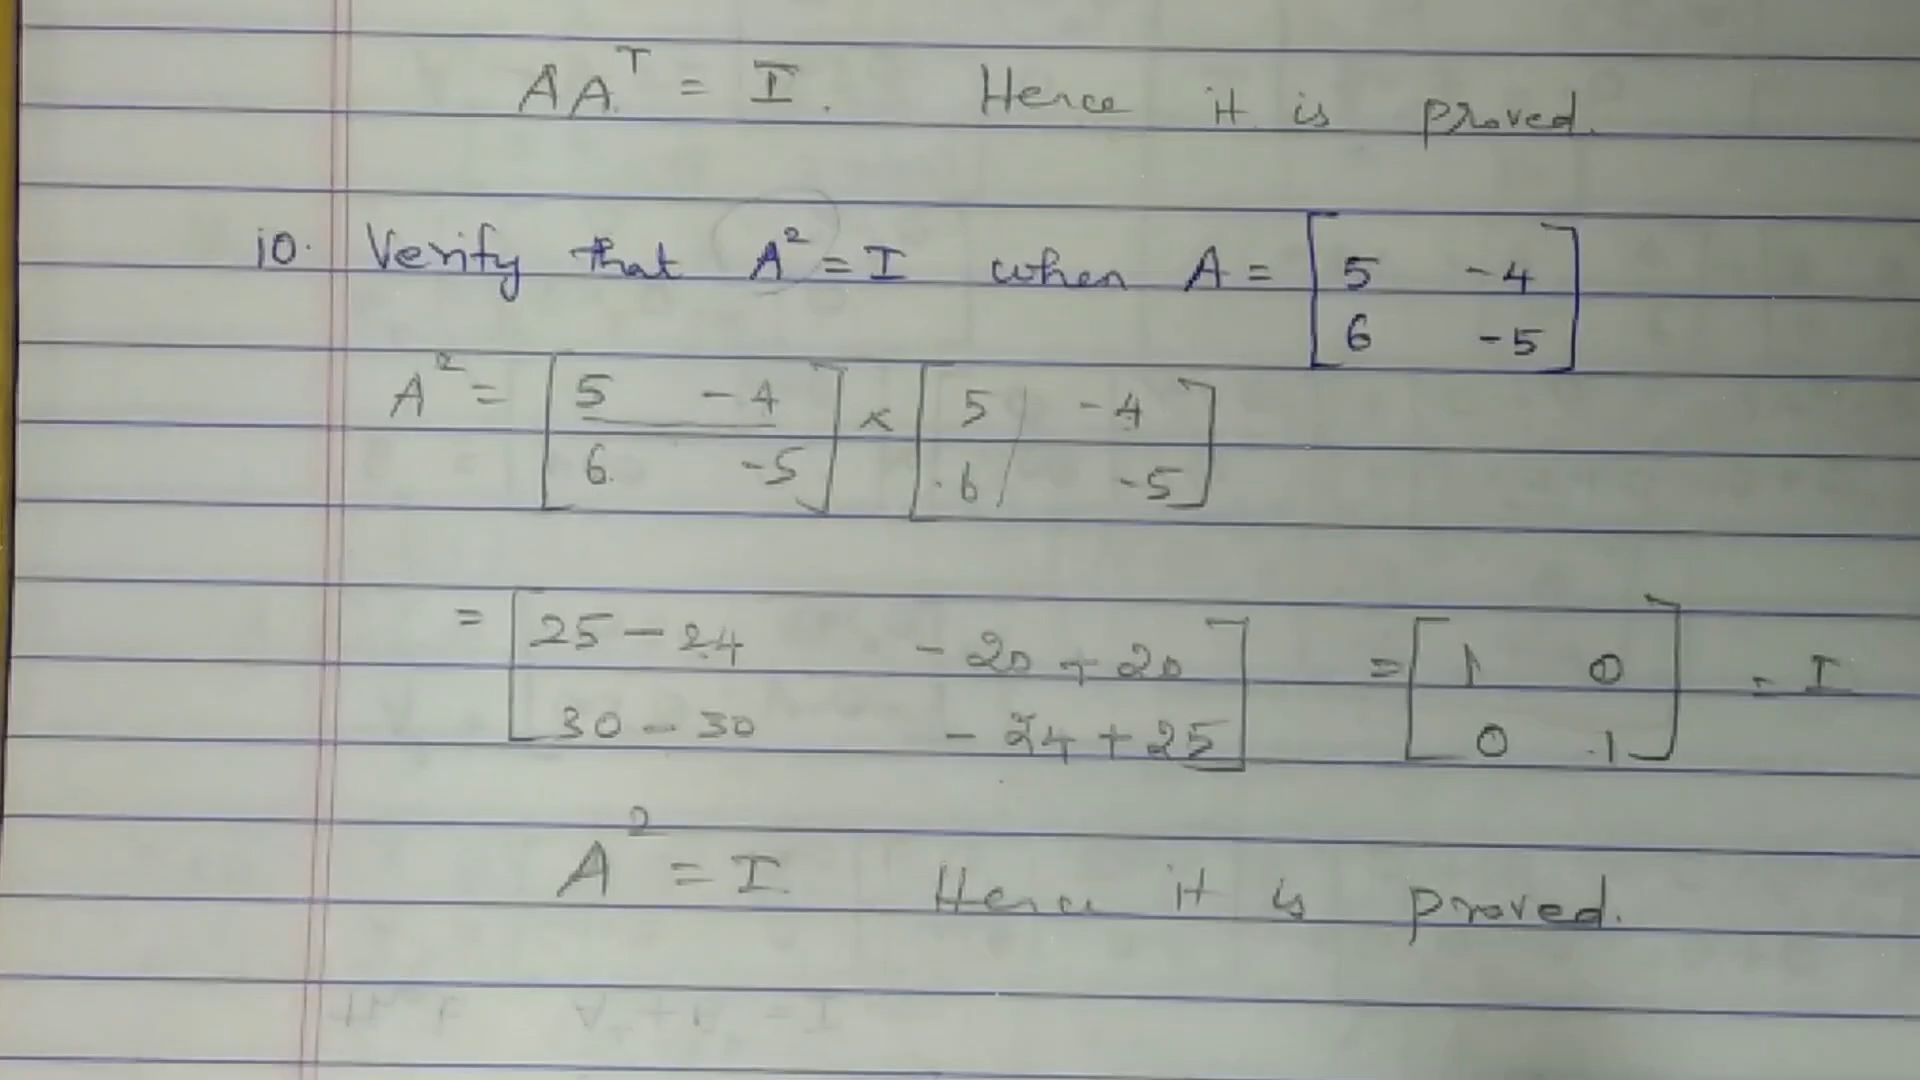 AAᵀ = I. Hence it is proved.
10. Verify that A² = I when A = [5 -4
6 -5]
A² = [5 -4
6 -5] × [5 -4
6 -5]
= [25 - 24 -20 + 20
30 - 30 -24 + 25] = [1 0
0 1] = I
A² = I Hence it is proved.